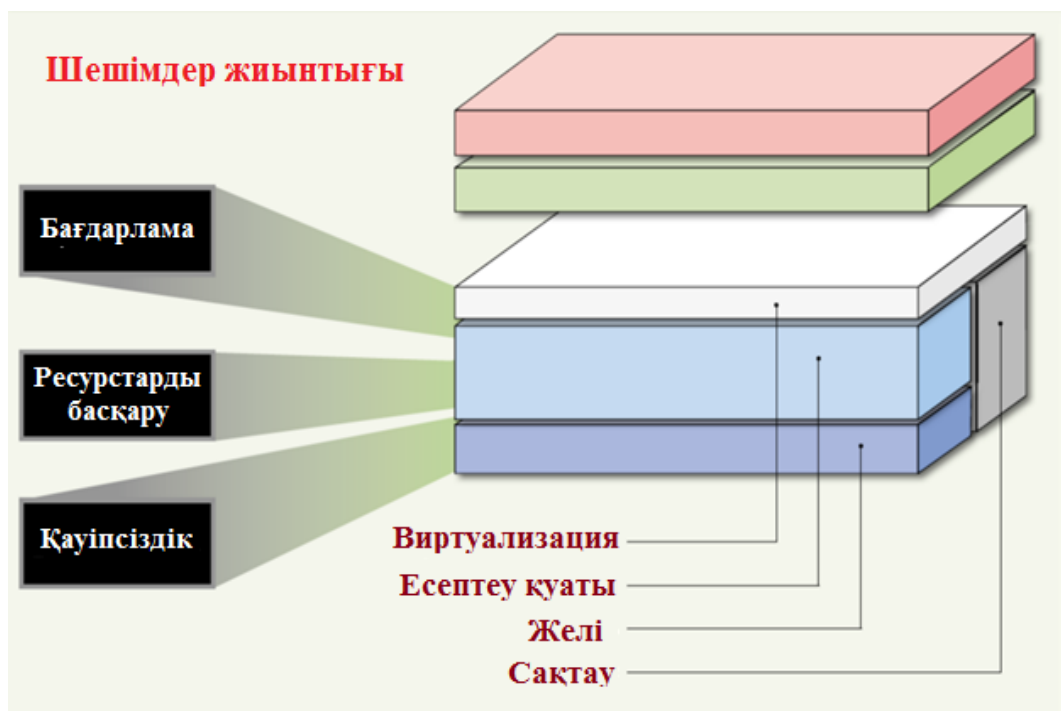 Шешімдер жиынтығы
Бағдарлама
Ресурстарды
басқару
Қауіпсіздік
Виртуализация
Есептеу қуаты
Желі
Сақтау